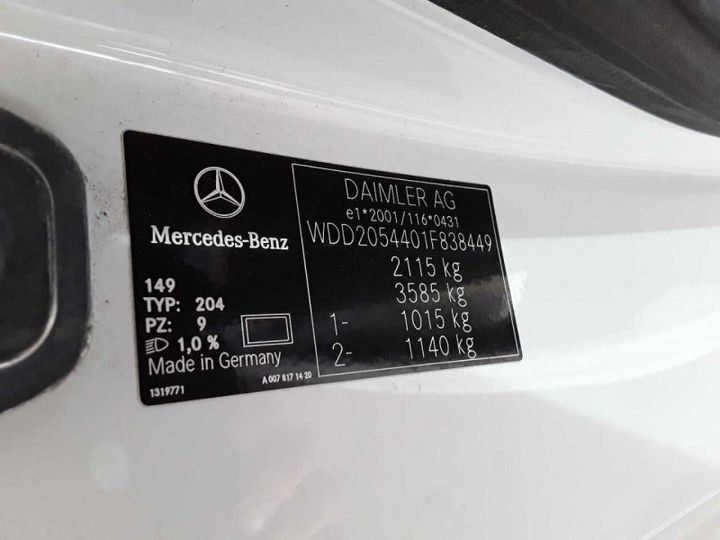 Mercedes-Benz
149
TYP: 204
PZ: 9
1,0 %
Made in Germany
1319771
A 007 817 14 20
DAIMLER AG
e1*2001/116*0431
WDD2054401F838449
2115 kg
3585 kg
1- 1015 kg
2- 1140 kg